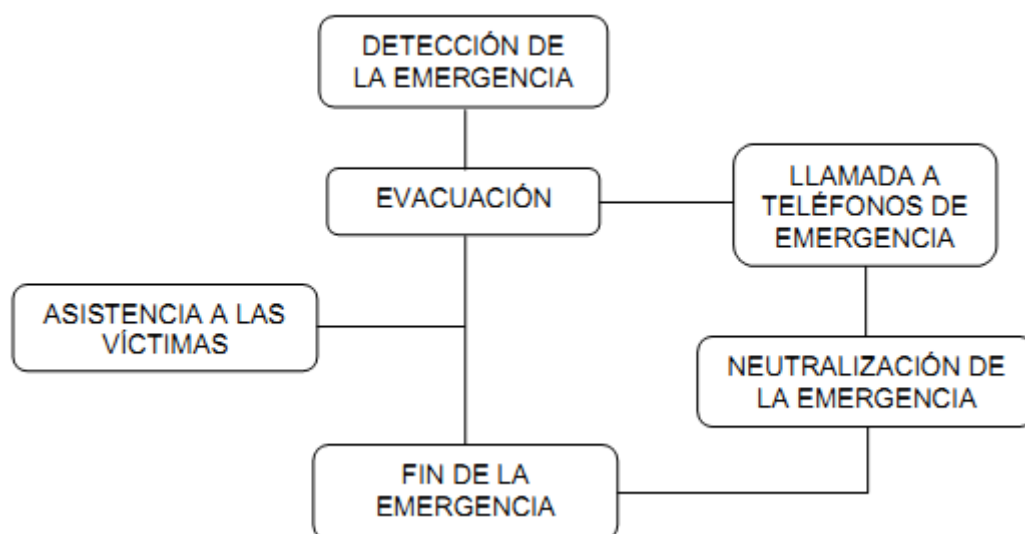 DETECCIÓN DE
LA EMERGENCIA
EVACUACIÓN
LLAMADA A
TELÉFONOS DE
EMERGENCIA
ASISTENCIA A LAS
VÍCTIMAS
NEUTRALIZACIÓN DE
LA EMERGENCIA
FIN DE LA
EMERGENCIA